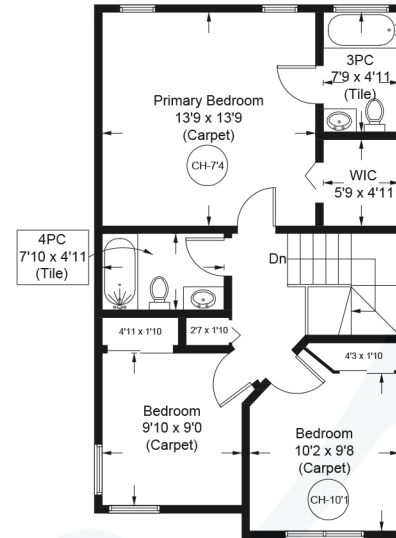 3PC
7'9 x 4'11
(Tile)
Primary Bedroom
13'9 x 13'9
(Carpet)
CH-7'4
WIC
5'9 x 4'11
4PC
7'10 x 4'11
(Tile)
Dn
4'11 x 1'10
2'7 x 1'10
4'3 x 1'10
Bedroom
9'10 x 9'0
(Carpet)
Bedroom
10'2 x 9'8
(Carpet)
CH-10'1